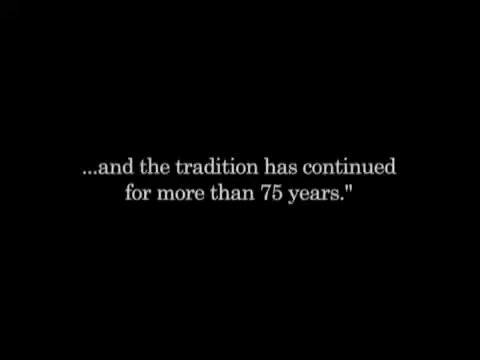 ...and the tradition has continued
for more than 75 years."